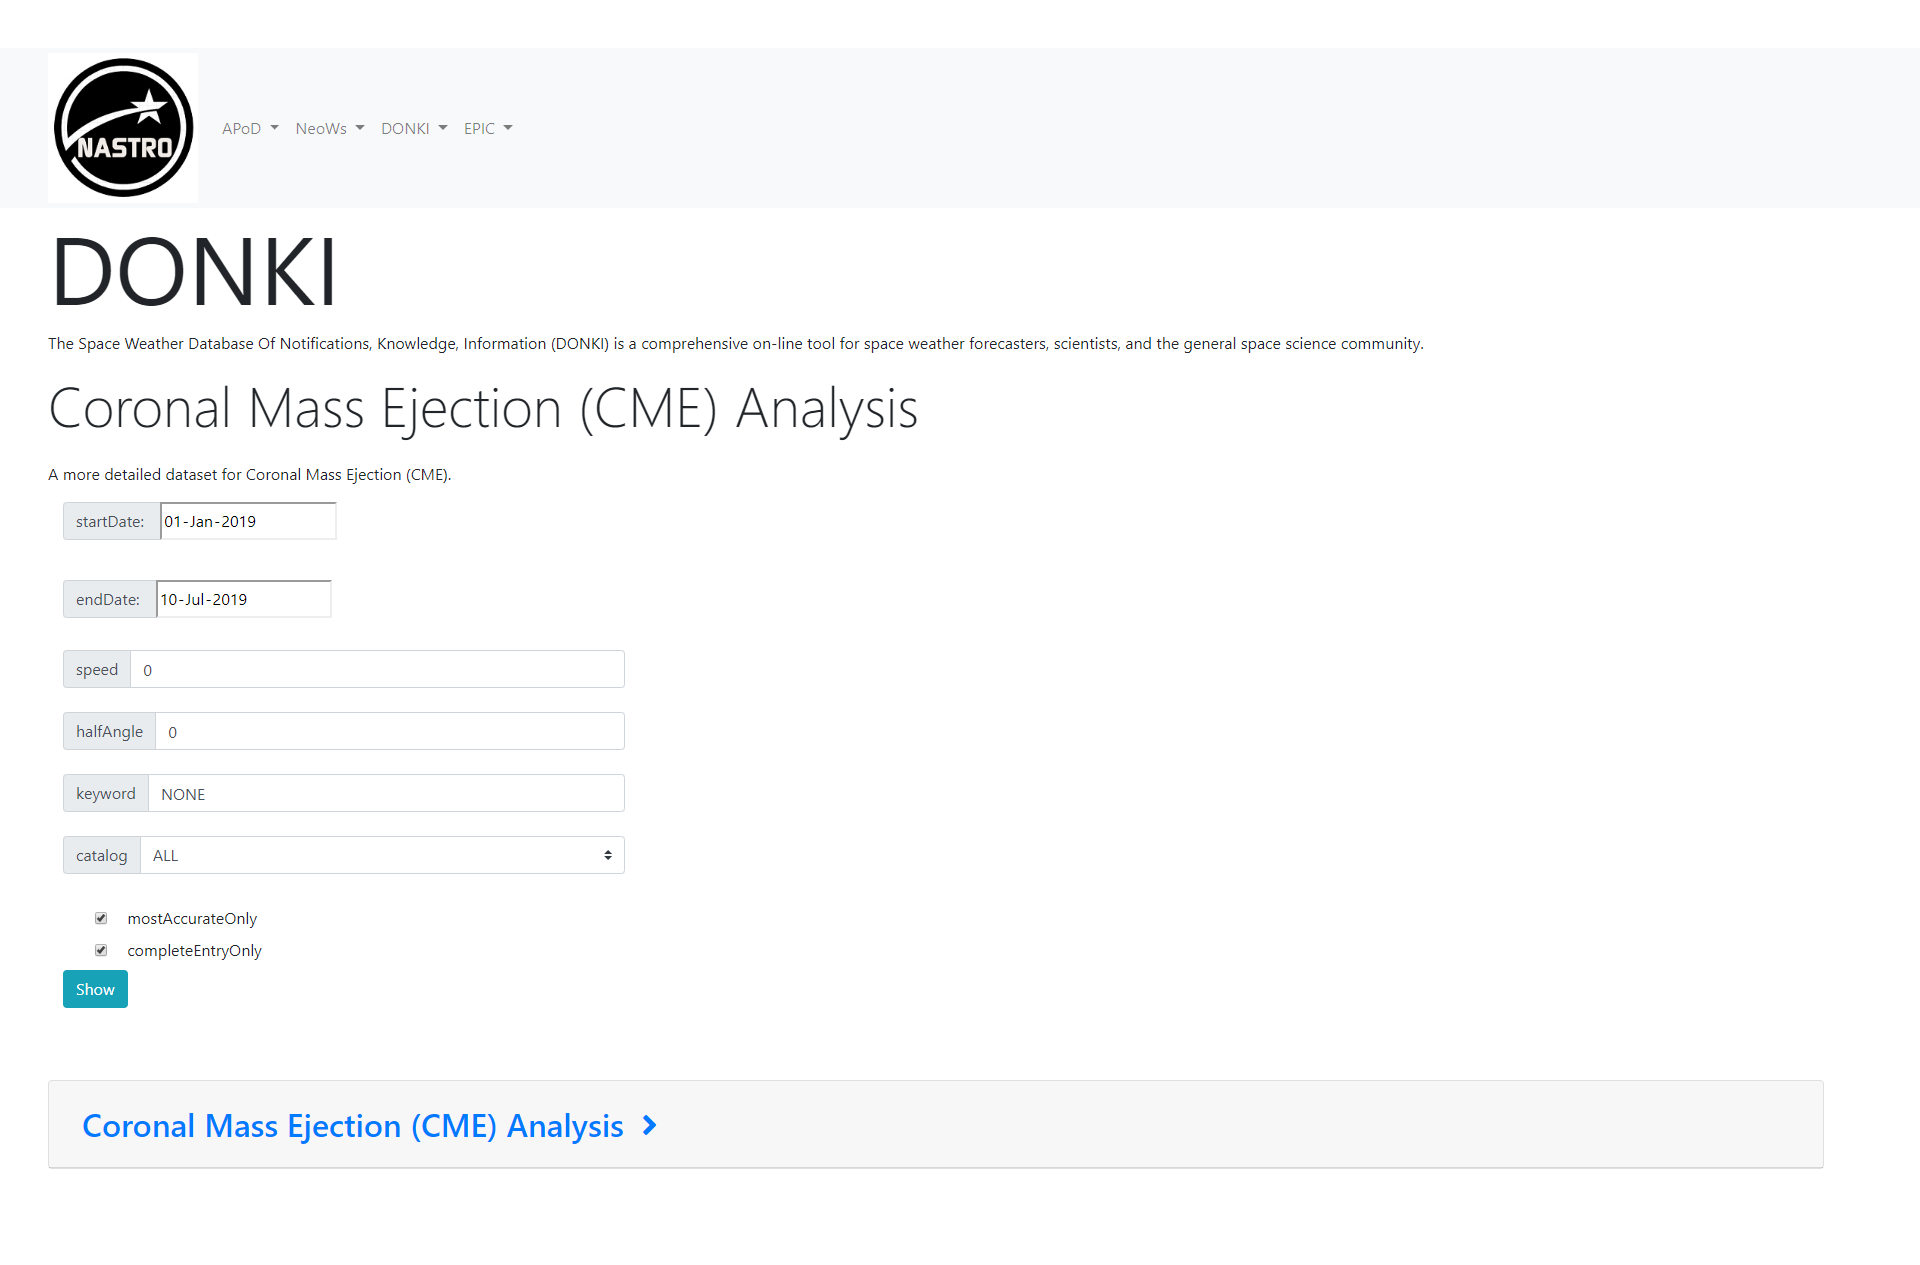 NASTRO
APoD NeoWs DONKI EPIC
DONKI
The Space Weather Database Of Notifications, Knowledge, Information (DONKI) is a comprehensive on-line tool for space weather forecasters, scientists, and the general space science community.
Coronal Mass Ejection (CME) Analysis
A more detailed dataset for Coronal Mass Ejection (CME).
startDate: 01-Jan-2019
endDate: 10-Jul-2019
speed 0
halfAngle 0
keyword NONE
catalog ALL
mostAccurateOnly
completeEntryOnly
Show
Coronal Mass Ejection (CME) Analysis